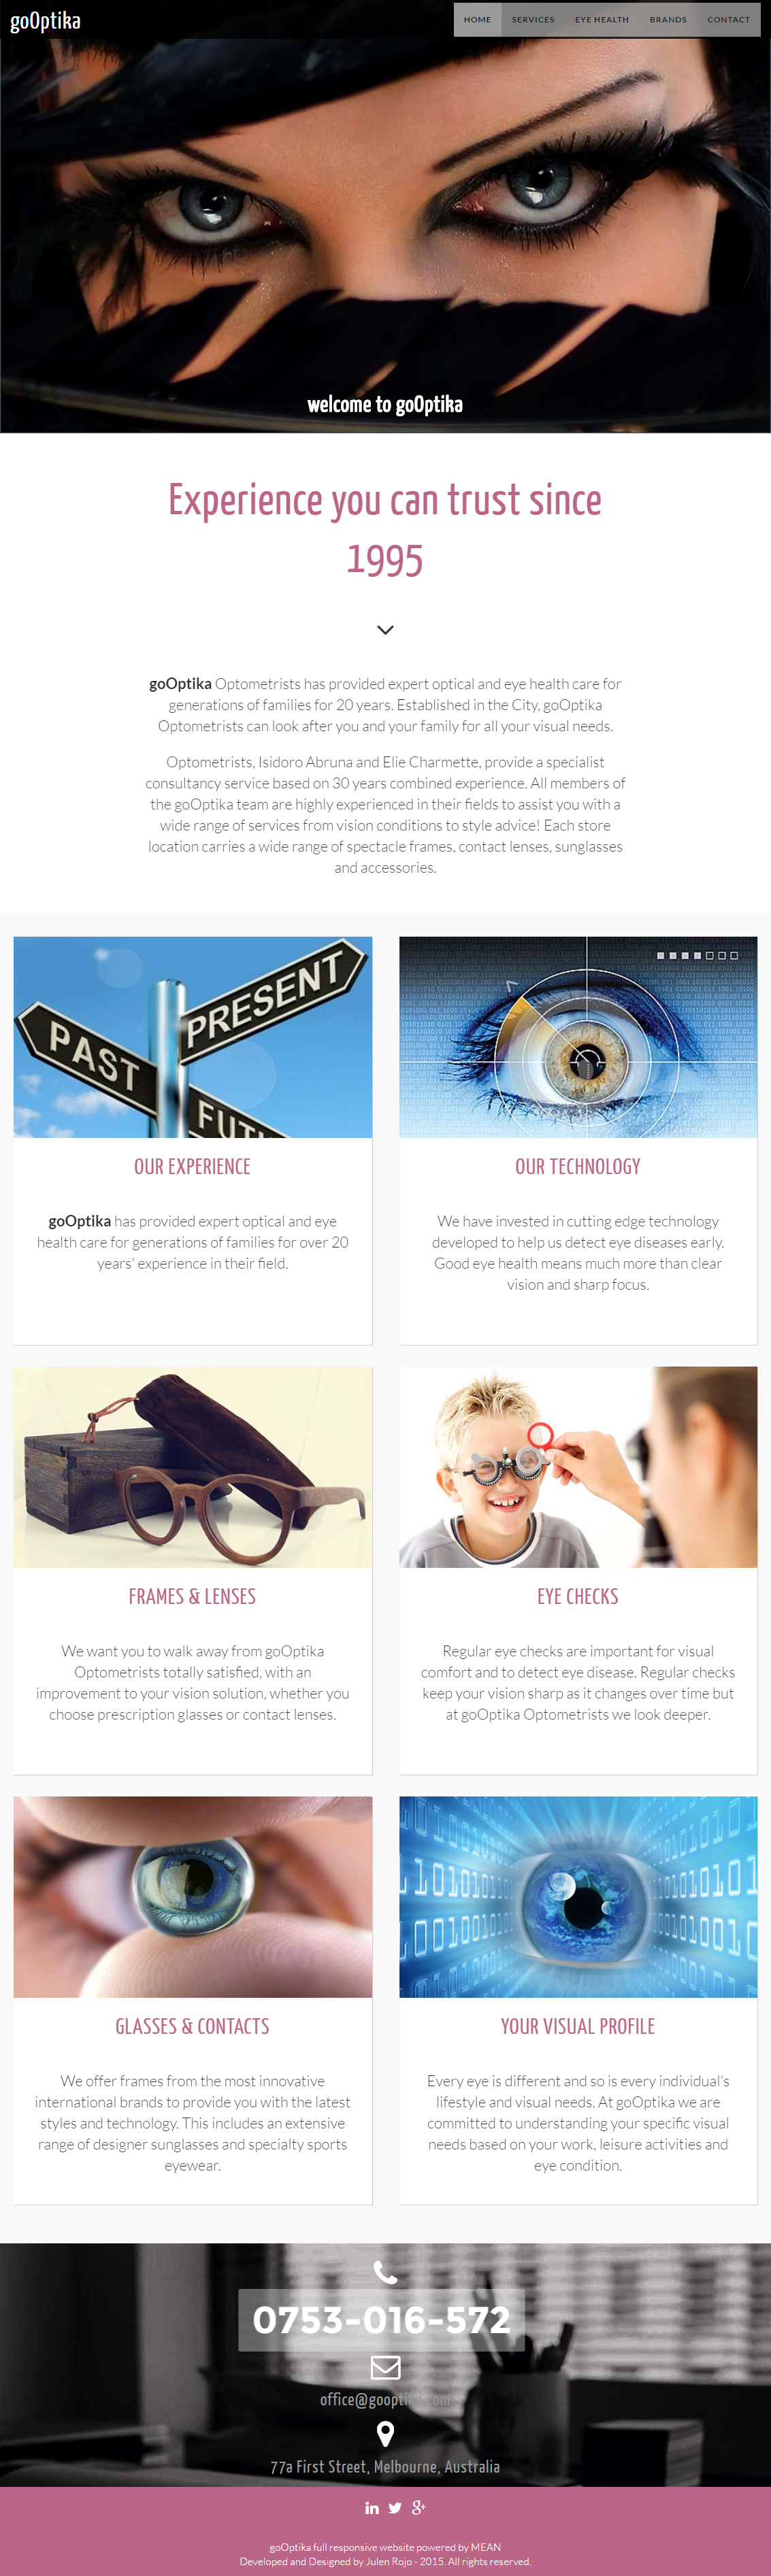 goOptika
HOME SERVICES EYE HEALTH BRANDS CONTACT
welcome to goOptika
Experience you can trust since
1995
goOptika Optometrists has provided expert optical and eye health care for
generations of families for 20 years. Established in the City, goOptika
Optometrists can look after you and your family for all your visual needs.
Optometrists, Isidoro Abruna and Elie Charmette, provide a specialist
consultancy service based on 30 years combined experience. All members of
the goOptika team are highly experienced in their fields to assist you with a
wide range of services from vision conditions to style advice! Each store
location carries a wide range of spectacle frames, contact lenses, sunglasses
and accessories.
PAST
PRESENT
OUR EXPERIENCE
goOptika has provided expert optical and eye
health care for generations of families for over 20
years' experience in their field.
OUR TECHNOLOGY
We have invested in cutting edge technology
developed to help us detect eye diseases early.
Good eye health means much more than clear
vision and sharp focus.
FRAMES & LENSES
We want you to walk away from goOptika
Optometrists totally satisfied, with an
improvement to your vision solution, whether you
choose prescription glasses or contact lenses.
EYE CHECKS
Regular eye checks are important for visual
comfort and to detect eye disease. Regular checks
keep your vision sharp as it changes over time but
at goOptika Optometrists we look deeper.
GLASSES & CONTACTS
We offer frames from the most innovative
international brands to provide you with the latest
styles and technology. This includes an extensive
range of designer sunglasses and specialty sports
eyewear.
YOUR VISUAL PROFILE
Every eye is different and so is every individual's
lifestyle and visual needs. At goOptika we are
committed to understanding your specific visual
needs based on your work, leisure activities and
eye condition.
0753-016-572
office@gooptika.com
77a First Street, Melbourne, Australia
goOptika full responsive website powered by MEAN
Developed and Designed by Julen Rojo - 2015. All rights reserved.